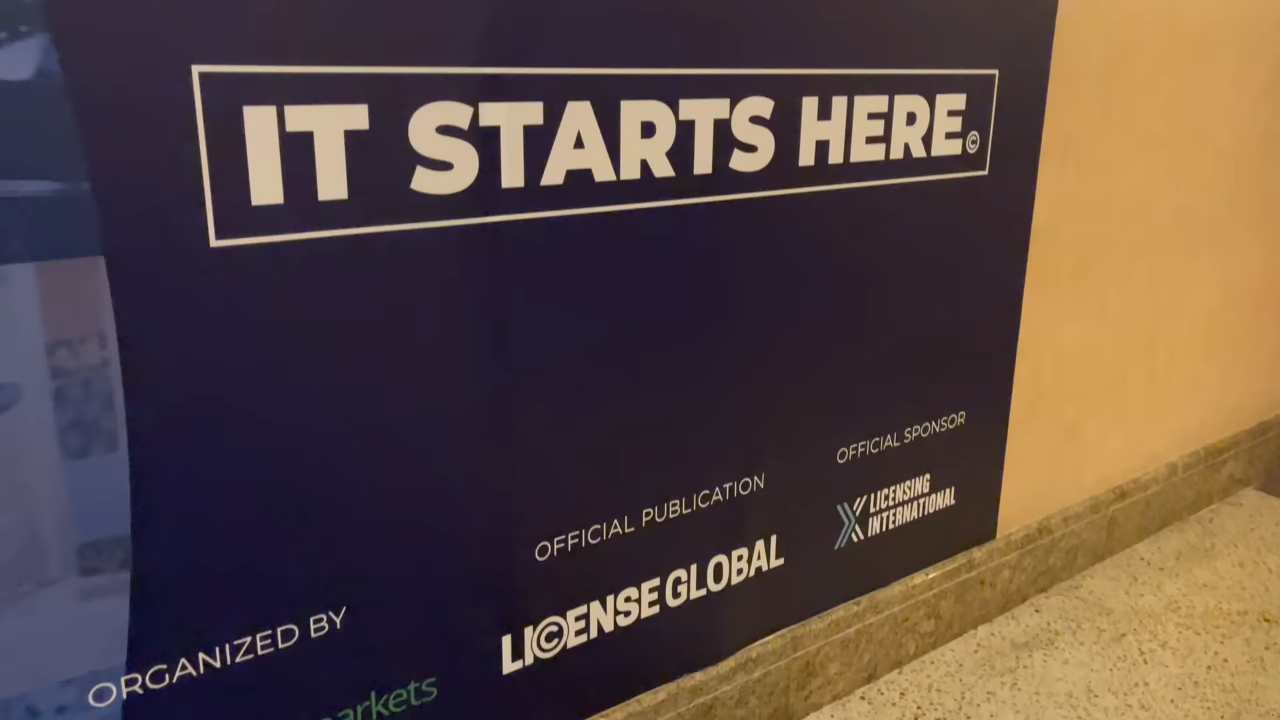 IT STARTS HERE.©
OFFICIAL SPONSOR
LICENSING
INTERNATIONAL
OFFICIAL PUBLICATION
LICENSE GLOBAL
ORGANIZED BY